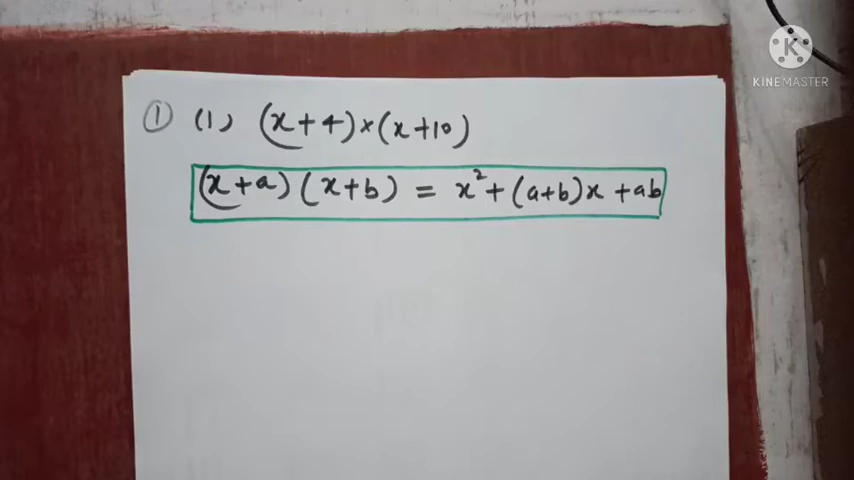 ① (1) (x+4)×(x+10)
(x+a)(x+b) = x²+(a+b)x+ab
K
KINEMASTER